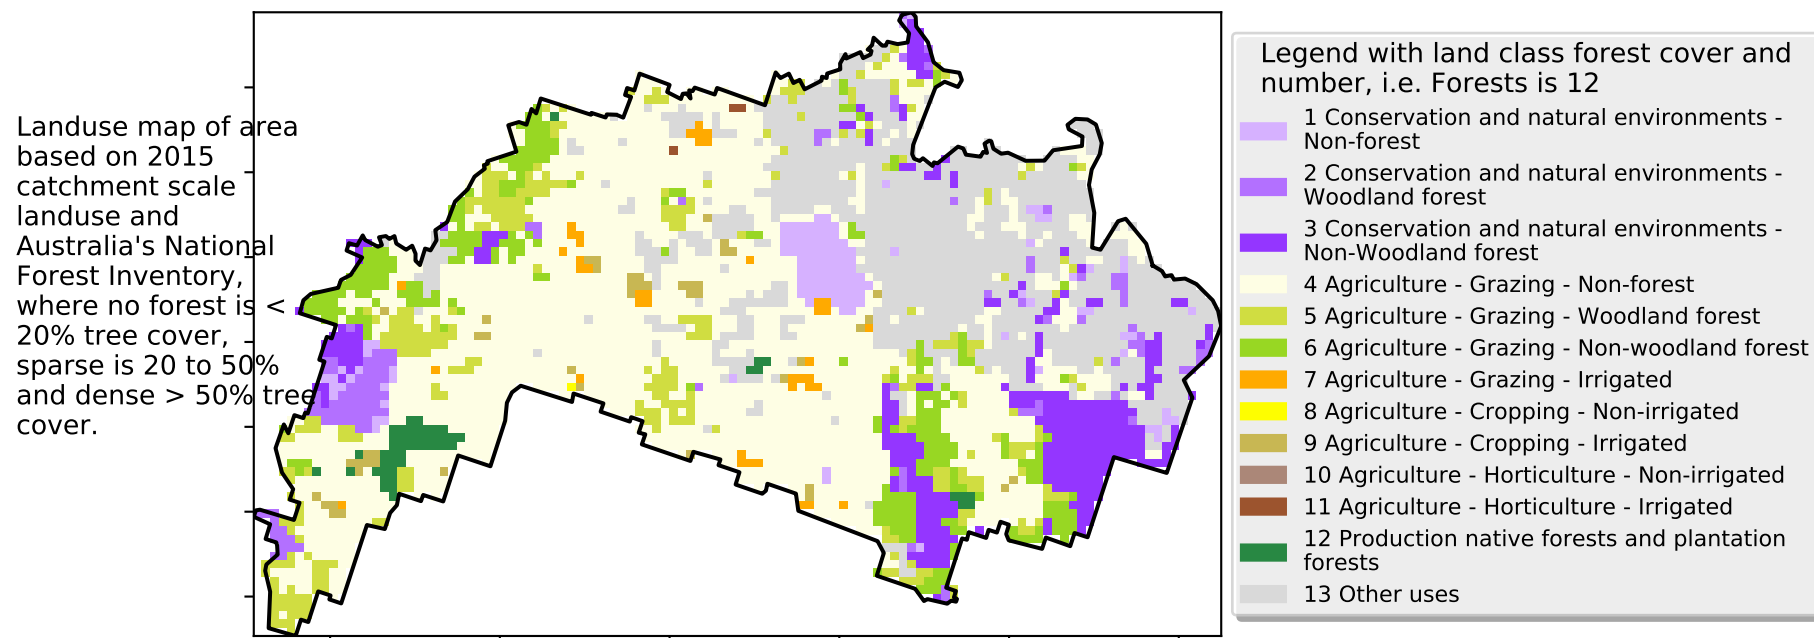 Landuse map of area
based on 2015
catchment scale
landuse and
Australia's National
Forest Inventory,
where no forest is <
20% tree cover,
sparse is 20 to 50%
and dense > 50% tree
cover.
Legend with land class forest cover and
number, i.e. Forests is 12
1 Conservation and natural environments -
Non-forest
2 Conservation and natural environments -
Woodland forest
3 Conservation and natural environments -
Non-Woodland forest
4 Agriculture - Grazing - Non-forest
5 Agriculture - Grazing - Woodland forest
6 Agriculture - Grazing - Non-woodland forest
7 Agriculture - Grazing - Irrigated
8 Agriculture - Cropping - Non-irrigated
9 Agriculture - Cropping - Irrigated
10 Agriculture - Horticulture - Non-irrigated
11 Agriculture - Horticulture - Irrigated
12 Production native forests and plantation
forests
13 Other uses